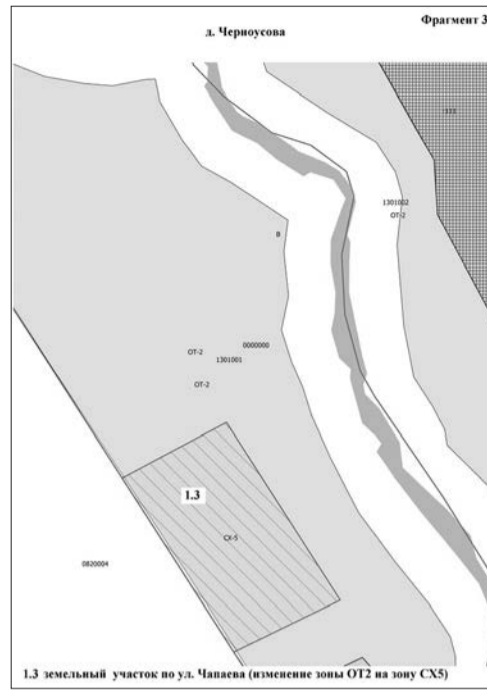 Фрагмент 3
д. Черноусова
1301002
ОТ-2
В
ОТ-2
0000000
1301001
ОТ-2
1.3
СХ-5
0820004
1.3 земельный участок по ул. Чапаева (изменение зоны ОТ2 на зону СХ5)